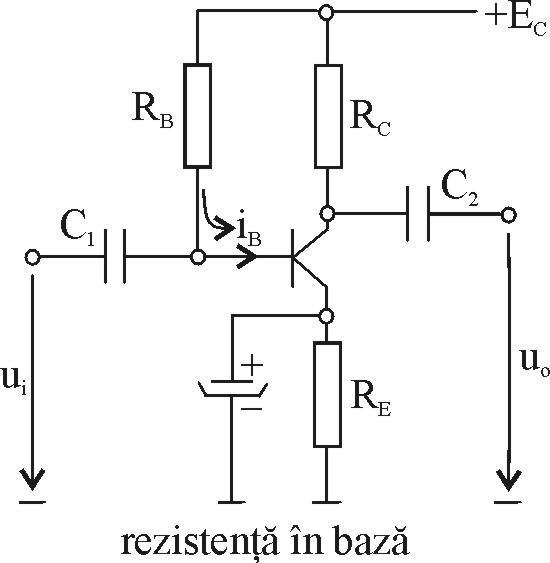 +E_C
R_B
R_C
C_1
i_B
C_2
u_i
+
−
R_E
u_o
rezistență în bază